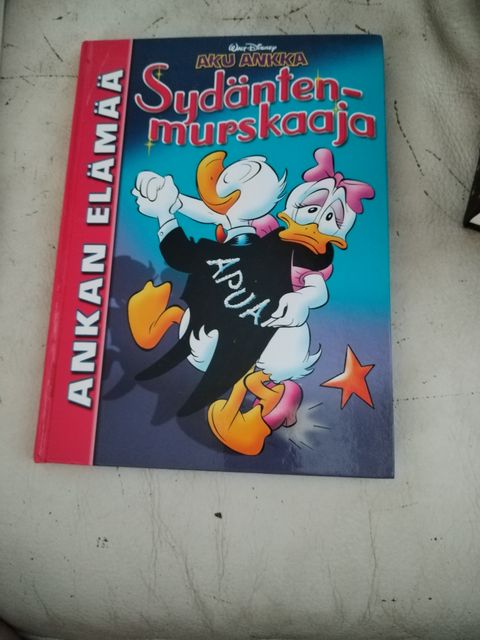 Walt Disney
AKU ANKKA
Sydänten-
murskaaja
ANKAN ELÄMÄÄ
APUA